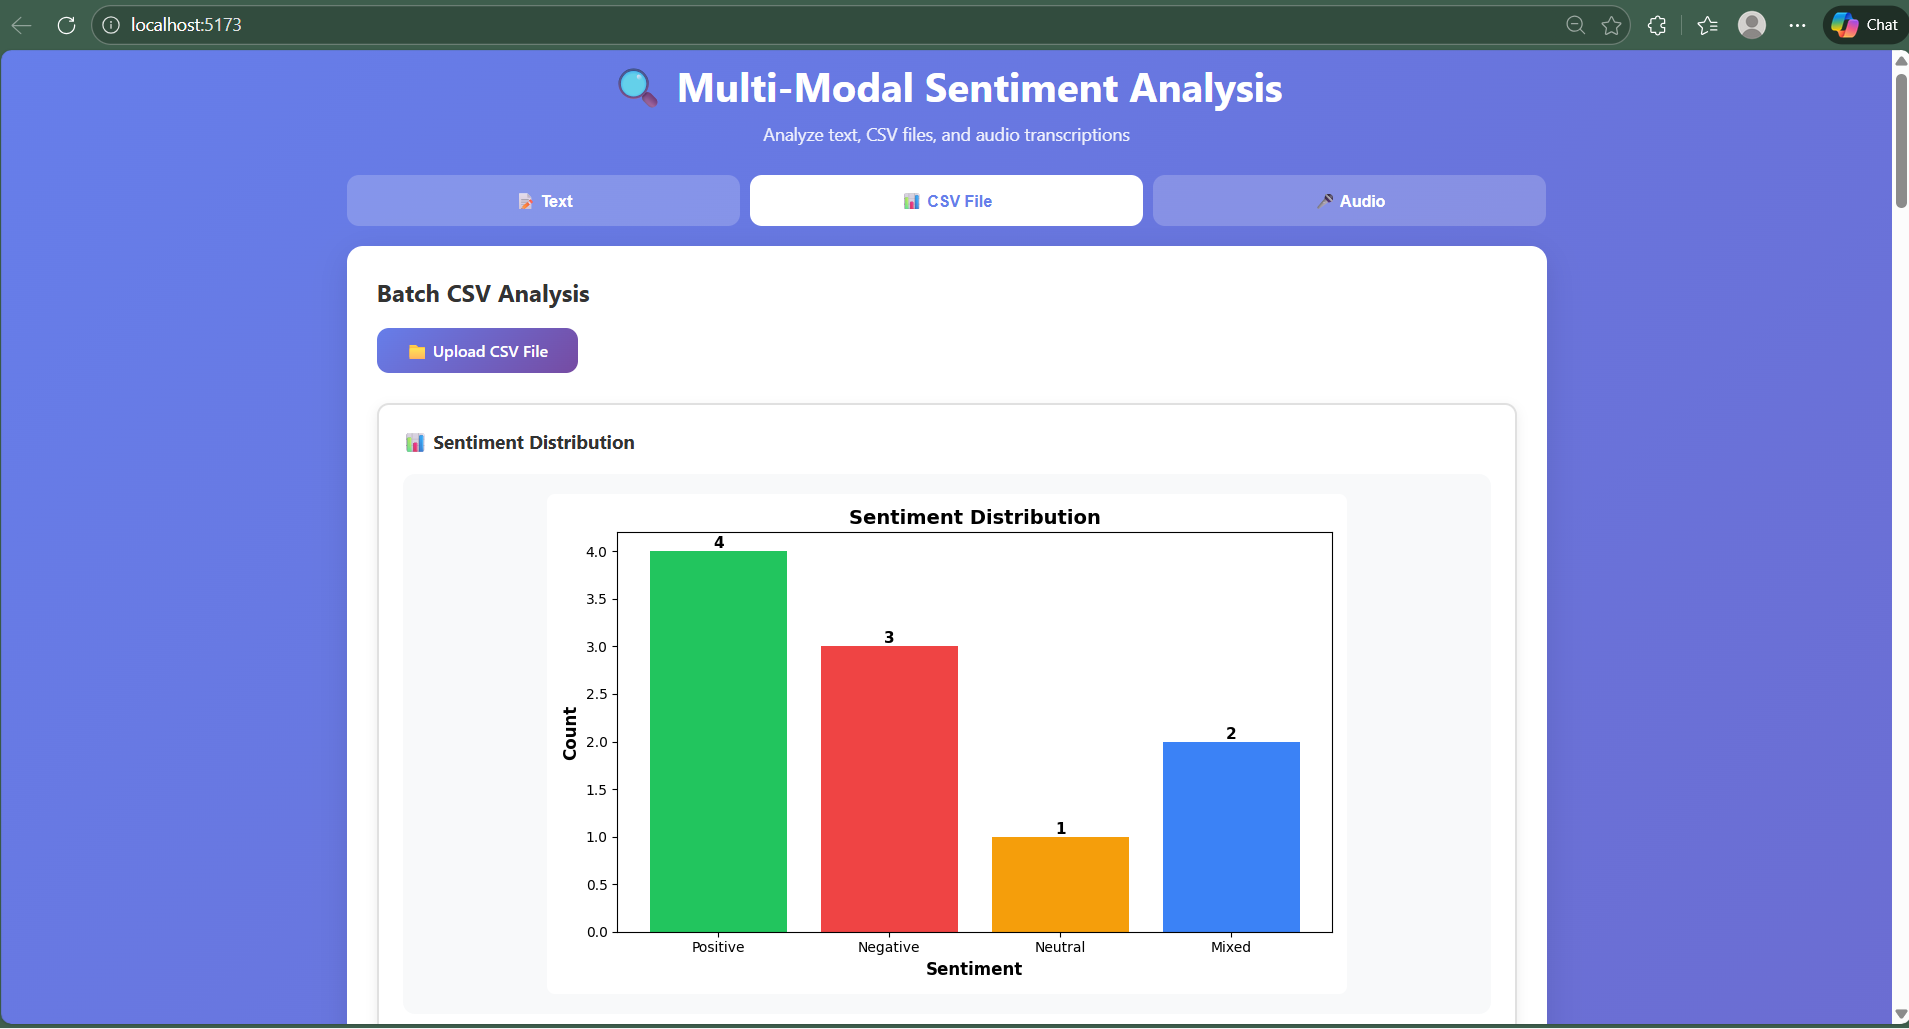 localhost:5173
Chat
Multi-Modal Sentiment Analysis
Analyze text, CSV files, and audio transcriptions
Text
CSV File
Audio
Batch CSV Analysis
Upload CSV File
Sentiment Distribution
Sentiment Distribution
4
3
1
2
4.0
3.5
3.0
2.5
2.0
1.5
1.0
0.5
0.0
Count
Positive
Negative
Neutral
Mixed
Sentiment